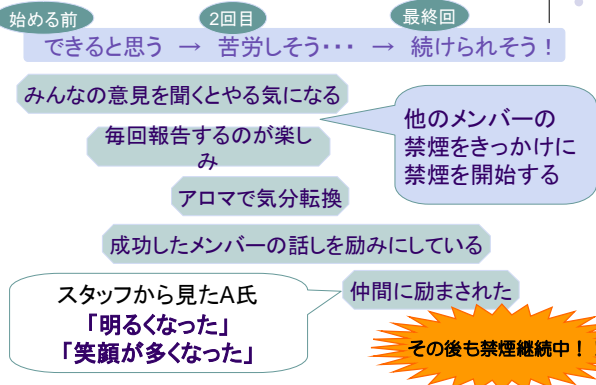 始める前
2回目
最終回
できると思う → 苦労しそう・・・ → 続けられそう！
みんなの意見を聞くとやる気になる
毎回報告するのが楽し
み
他のメンバーの
禁煙をきっかけに
禁煙を開始する
アロマで気分転換
成功したメンバーの話しを励みにしている
仲間に励まされた
スタッフから見たA氏
「明るくなった」
「笑顔が多くなった」
その後も禁煙継続中！